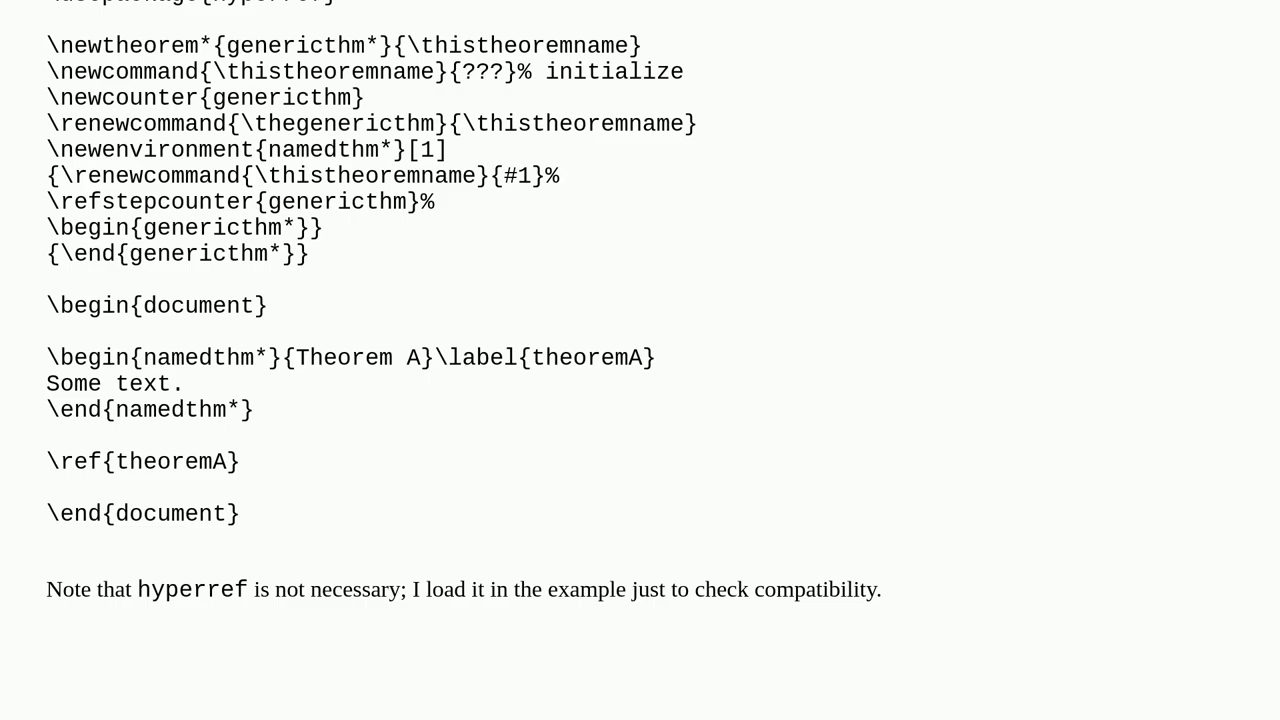 \newtheorem*{genericthm*}{\thistheoremname}
\newcommand{\thistheoremname}{???}% initialize
\newcounter{genericthm}
\renewcommand{\thegenericthm}{\thistheoremname}
\newenvironment{namedthm*}[1]
{\renewcommand{\thistheoremname}{#1}%
\refstepcounter{genericthm}%
\begin{genericthm*}}
{\end{genericthm*}}
\begin{document}
\begin{namedthm*}{Theorem A}\label{theoremA}
Some text.
\end{namedthm*}
\ref{theoremA}
\end{document}
Note that hyperref is not necessary; I load it in the example just to check compatibility.